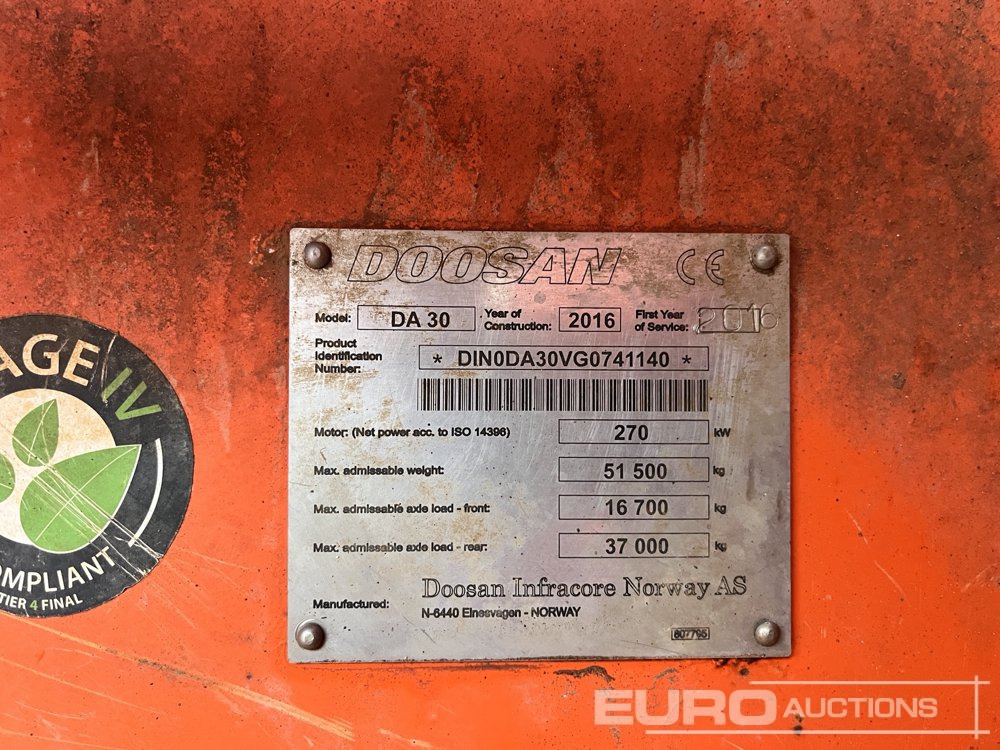 DOOSAN CE
Model: DA 30 Year of Construction: 2016 First Year of Service: 2016
Product Identification Number: * DIN0DA30VG0741140 *
Motor: (Net power acc. to ISO 14396) 270 kW
Max. admissable weight: 51 500 kg
Max. admissable axle load - front: 16 700 kg
Max. admissable axle load - rear: 37 000 kg
Manufactured: Doosan Infracore Norway AS
N-6440 Elnesvagen - NORWAY
807795
AGE IV
OMPLIANT
TIER 4 FINAL
EURO AUCTIONS